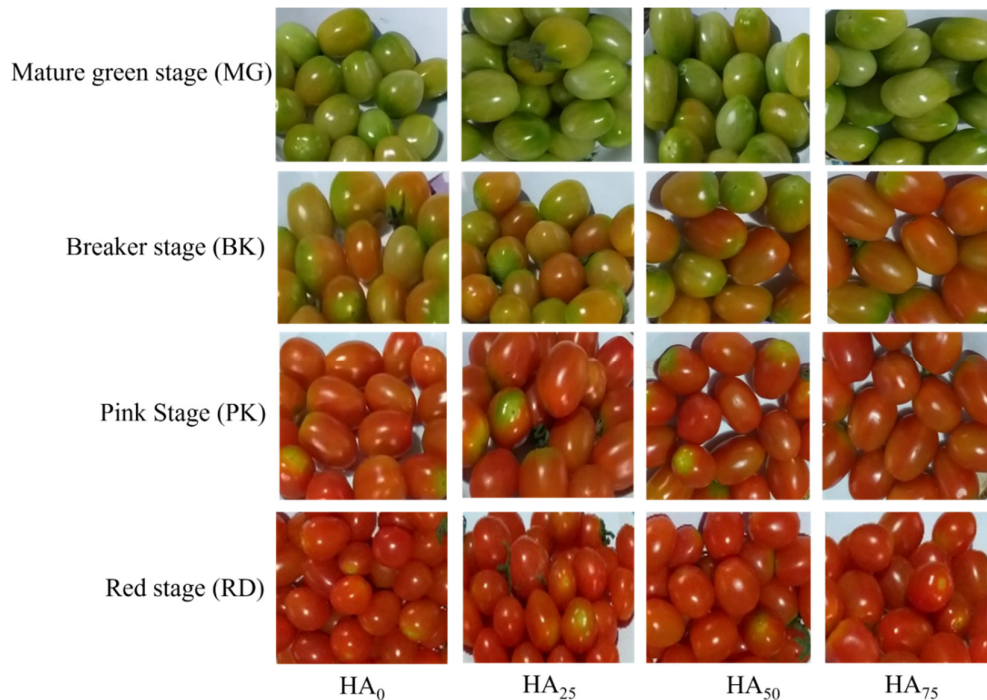 Mature green stage (MG)
Breaker stage (BK)
Pink Stage (PK)
Red stage (RD)
HA₀ HA₂₅ HA₅₀ HA₇₅